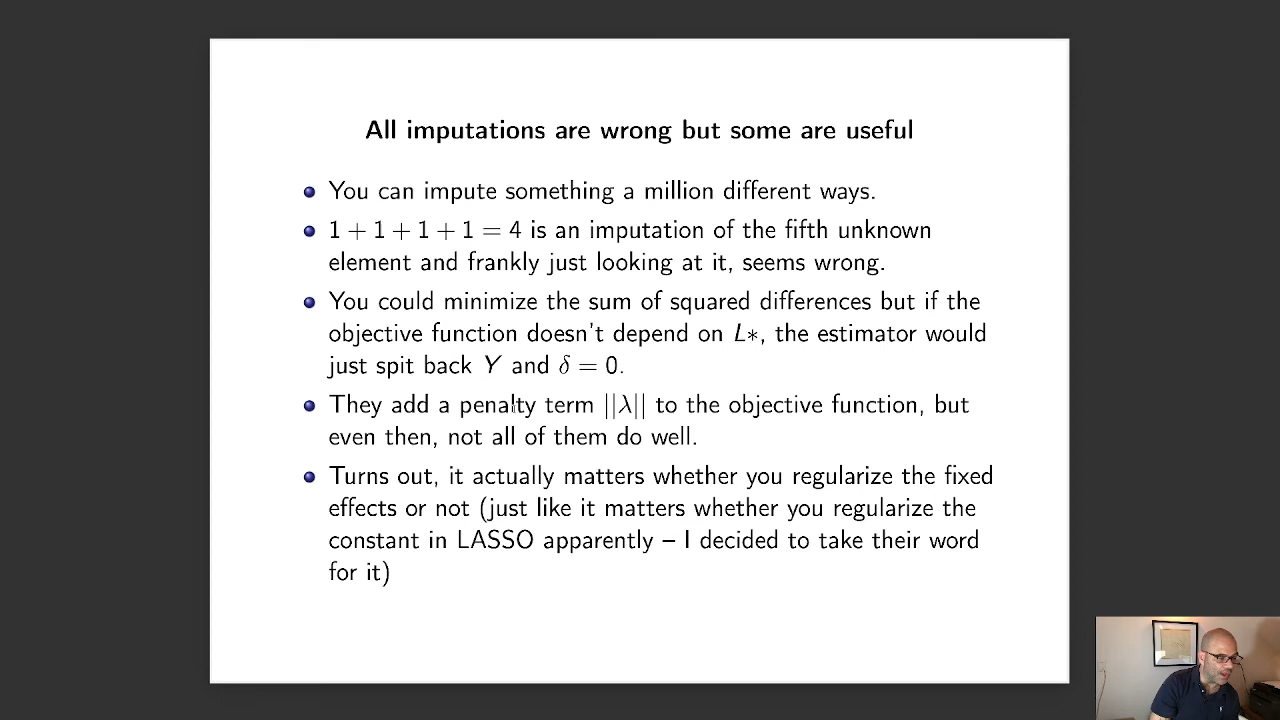 All imputations are wrong but some are useful
You can impute something a million different ways.
1 + 1 + 1 + 1 = 4 is an imputation of the fifth unknown
element and frankly just looking at it, seems wrong.
You could minimize the sum of squared differences but if the
objective function doesn't depend on L∗, the estimator would
just spit back Y and δ = 0.
They add a penalty term ||λ|| to the objective function, but
even then, not all of them do well.
Turns out, it actually matters whether you regularize the fixed
effects or not (just like it matters whether you regularize the
constant in LASSO apparently – I decided to take their word
for it)